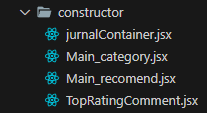 constructor
jurnalContainer.jsx
Main_category.jsx
Main_recomend.jsx
TopRatingComment.jsx